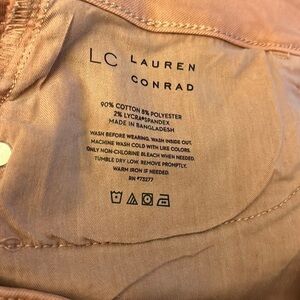 LC LAUREN
CONRAD
90% COTTON 8% POLYESTER
2% LYCRA® SPANDEX
MADE IN BANGLADESH
WASH BEFORE WEARING. WASH INSIDE OUT.
MACHINE WASH COLD WITH LIKE COLORS.
ONLY NON-CHLORINE BLEACH WHEN NEEDED.
TUMBLE DRY LOW. REMOVE PROMPTLY.
WARM IRON IF NEEDED.
RN #73277